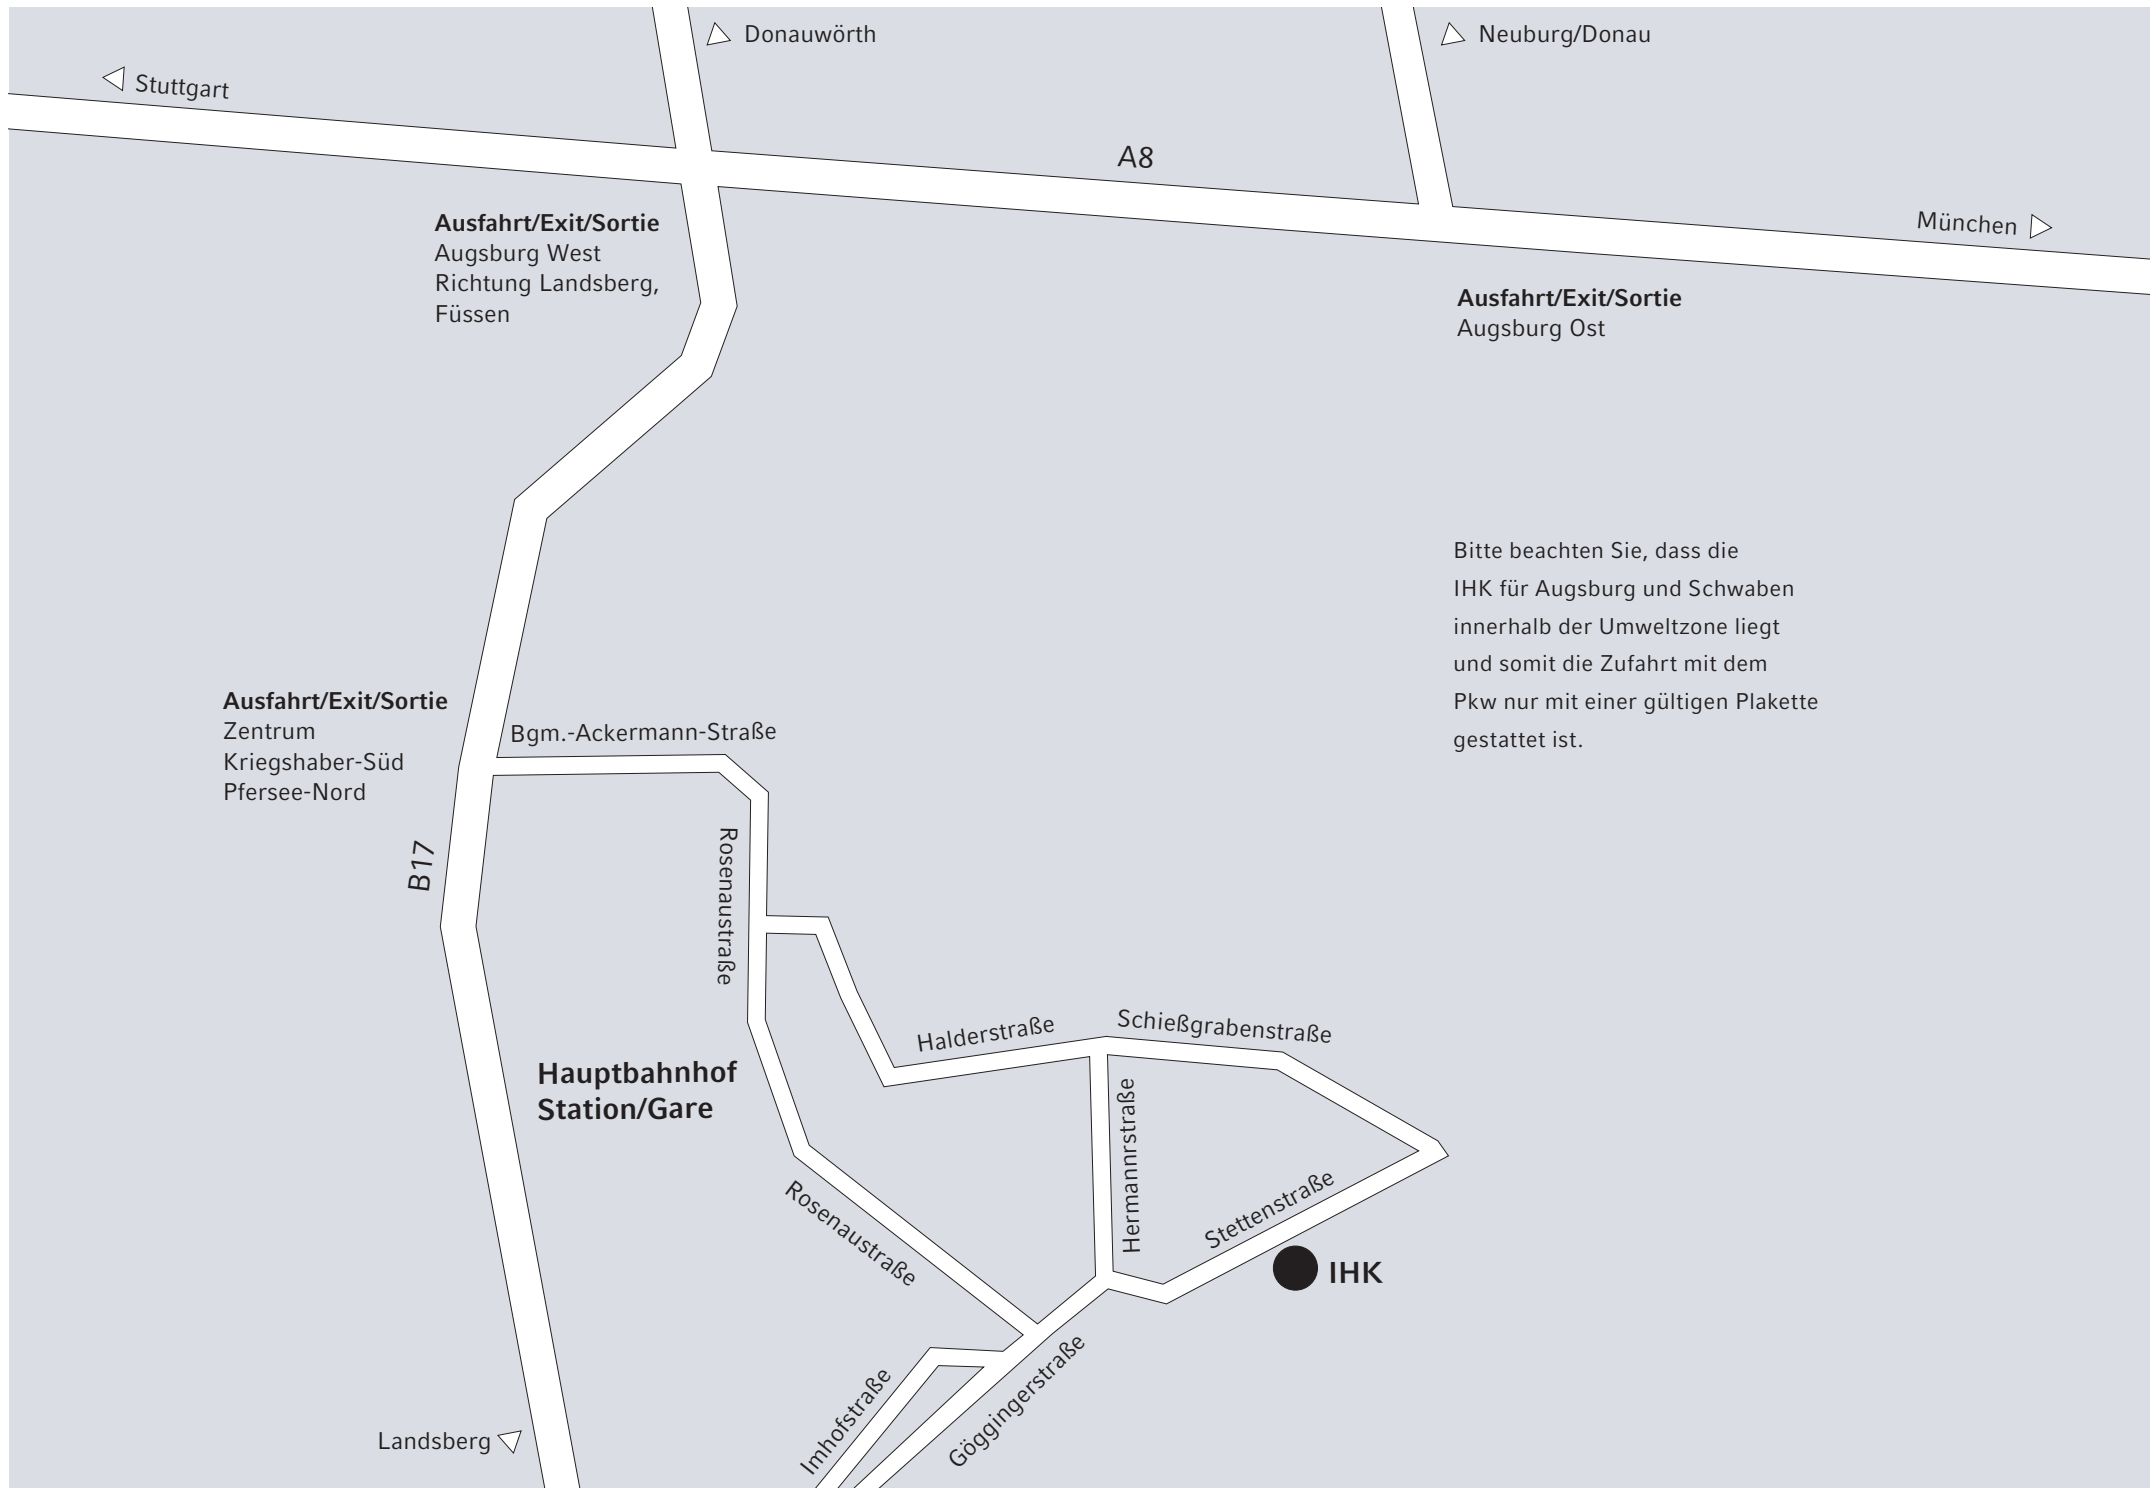 Donauwörth
Neuburg/Donau
Stuttgart
A8
München
Ausfahrt/Exit/Sortie
Augsburg West
Richtung Landsberg,
Füssen
Ausfahrt/Exit/Sortie
Augsburg Ost
Bitte beachten Sie, dass die
IHK für Augsburg und Schwaben
innerhalb der Umweltzone liegt
und somit die Zufahrt mit dem
Pkw nur mit einer gültigen Plakette
gestattet ist.
Ausfahrt/Exit/Sortie
Zentrum
Kriegshaber-Süd
Pfersee-Nord
Bgm.-Ackermann-Straße
B17
Rosenaustraße
Halderstraße
Schießgrabenstraße
Hauptbahnhof
Station/Gare
Hermannrstraße
Stettenstraße
Rosenaustraße
IHK
Imhofstraße
Göggingerstraße
Landsberg